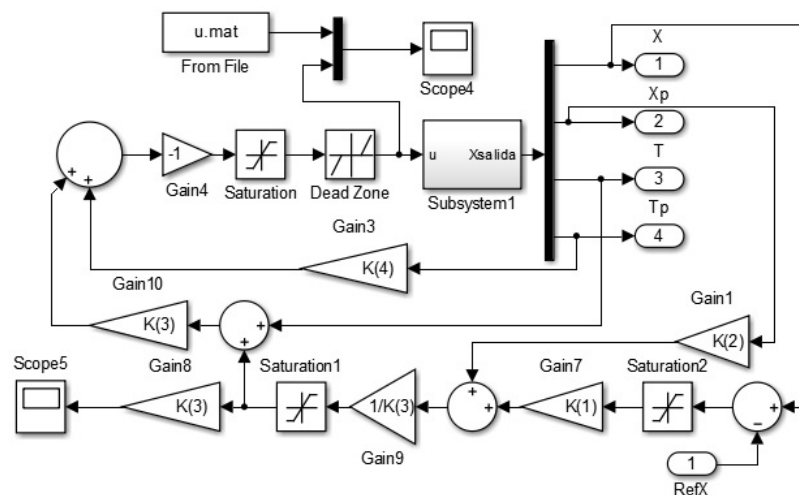 u.mat
From File
Scope4
X
1
Xp
2
T
3
Tp
4
+
+
-1
Gain4
Saturation
Dead Zone
u
Xsalida
Subsystem1
Gain3
K(4)
Gain10
K(3)
+
+
Gain1
K(2)
Scope5
Gain8
K(3)
Saturation1
1/K(3)
Gain9
+
+
Gain7
K(1)
Saturation2
+
−
1
RefX